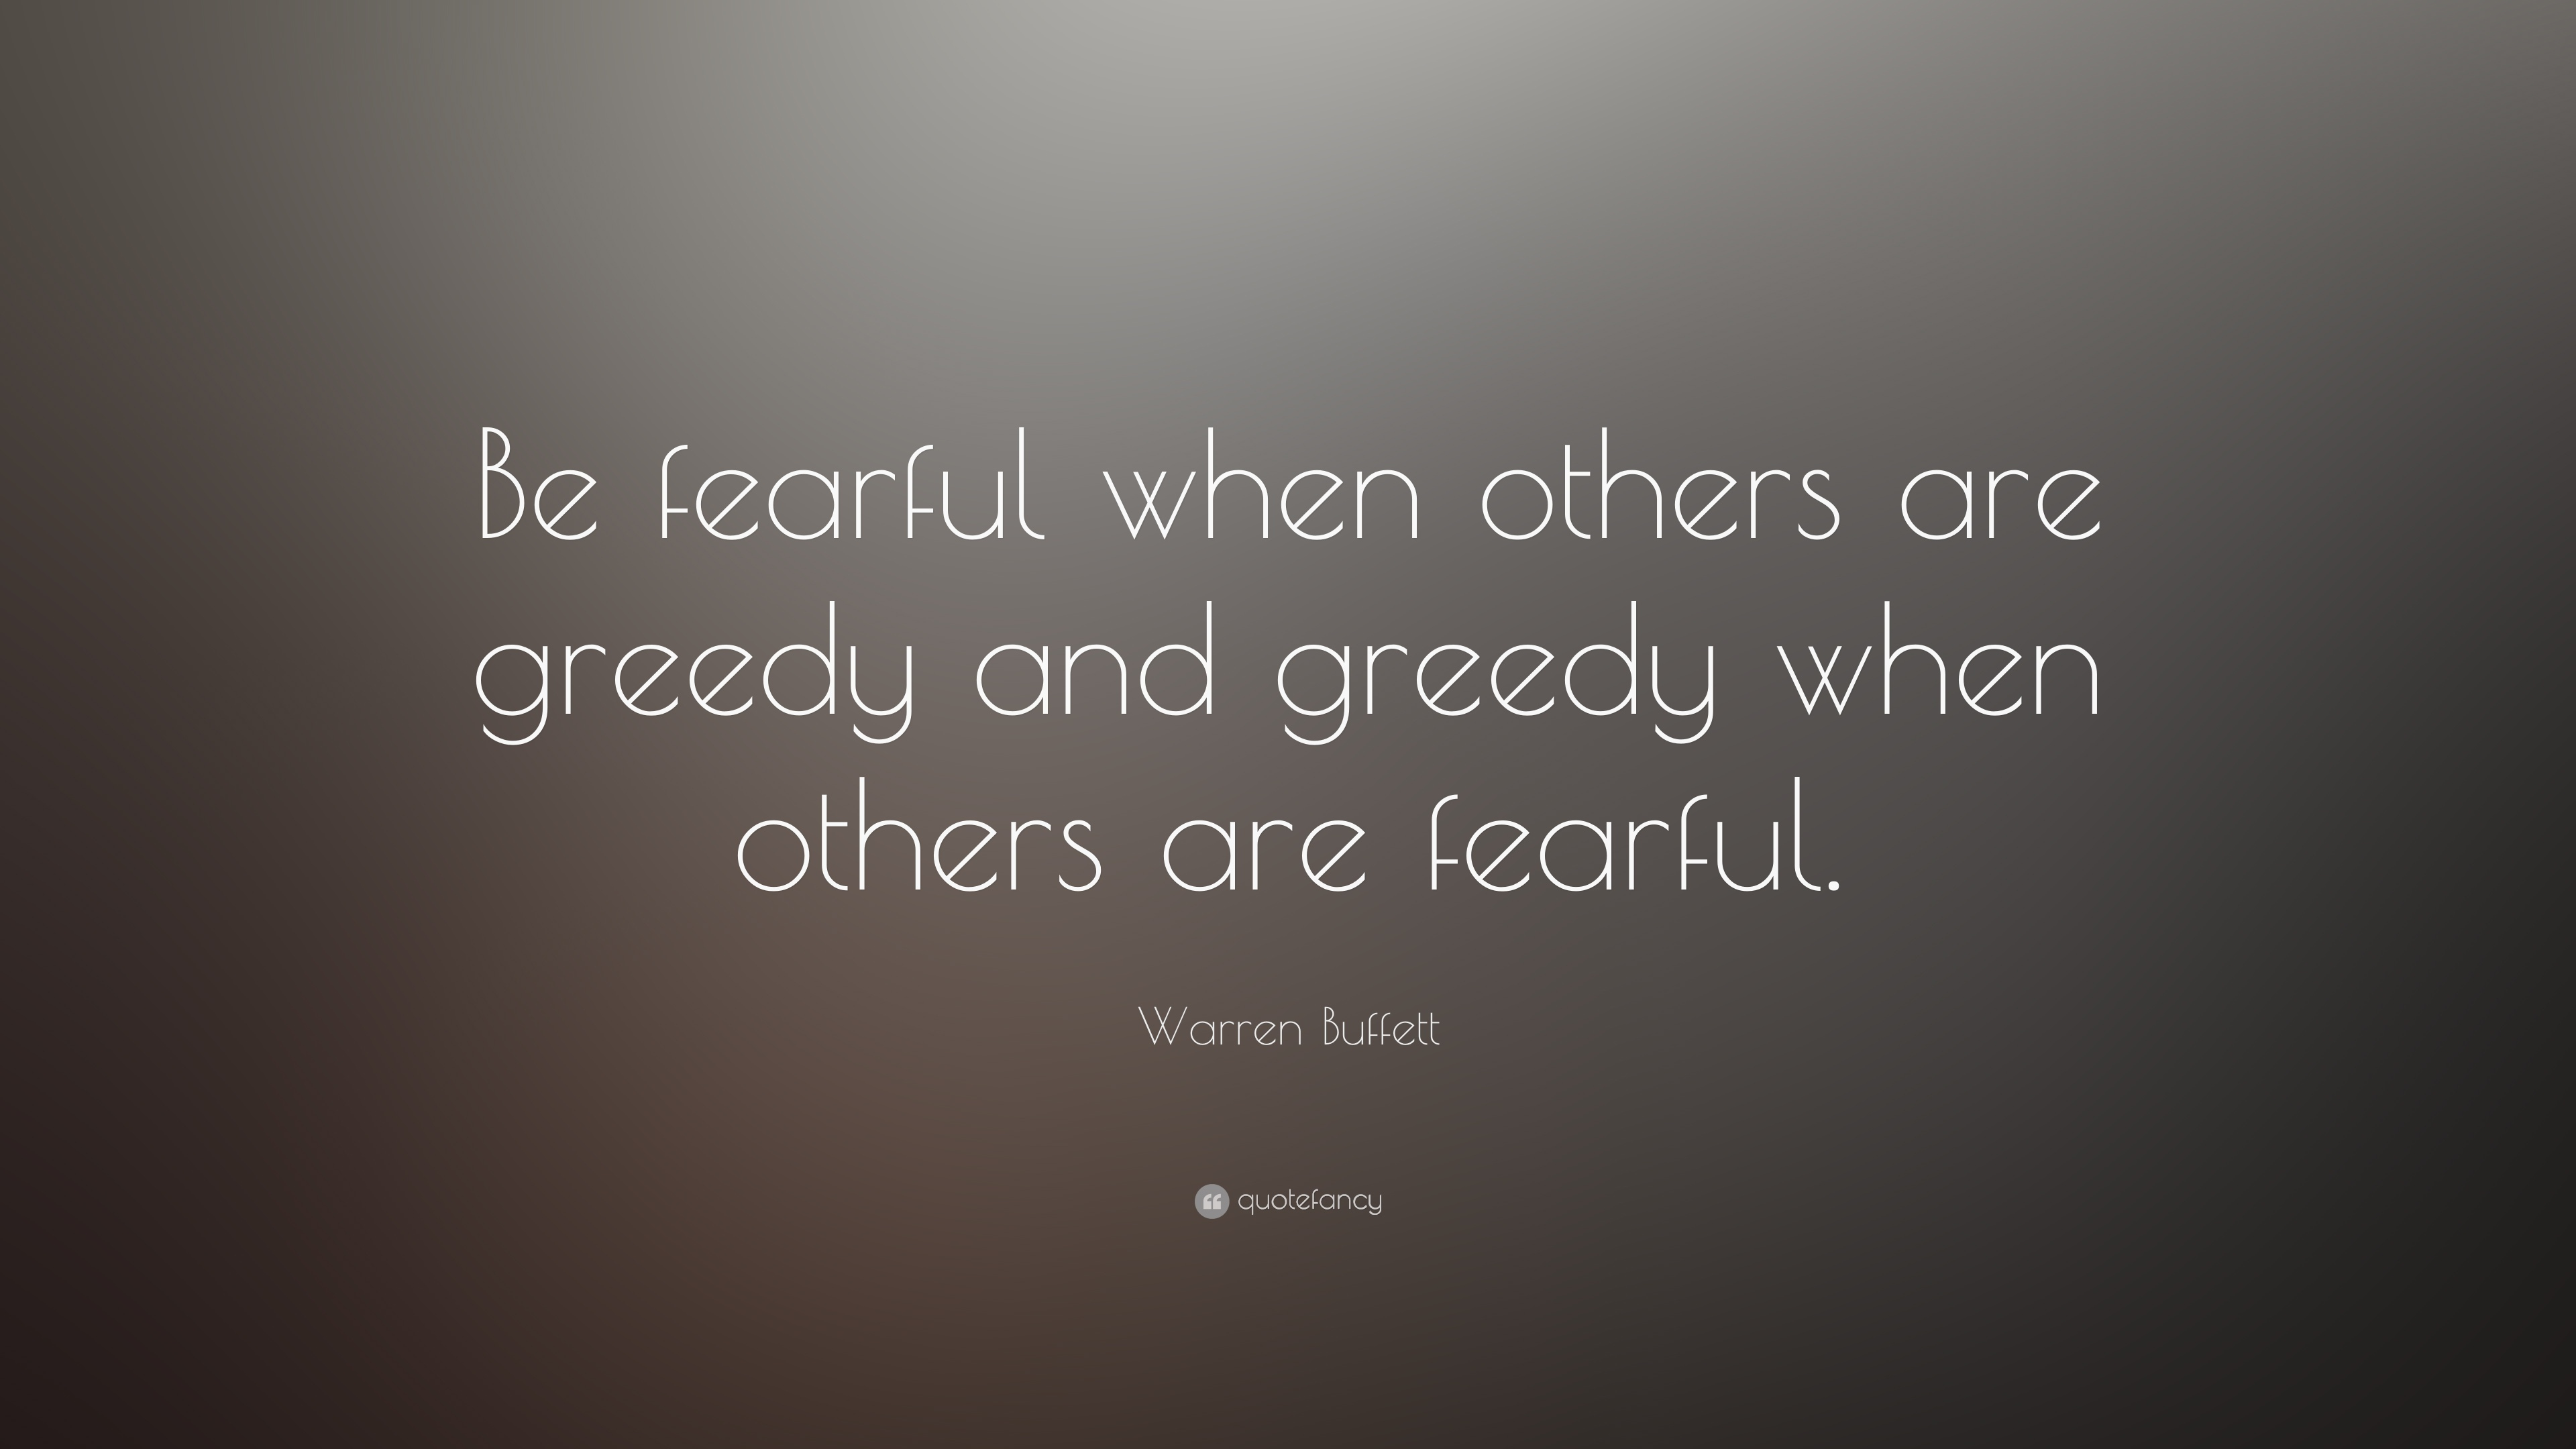 Be fearful when others are
greedy and greedy when
others are fearful.
Warren Buffett
quotefancy